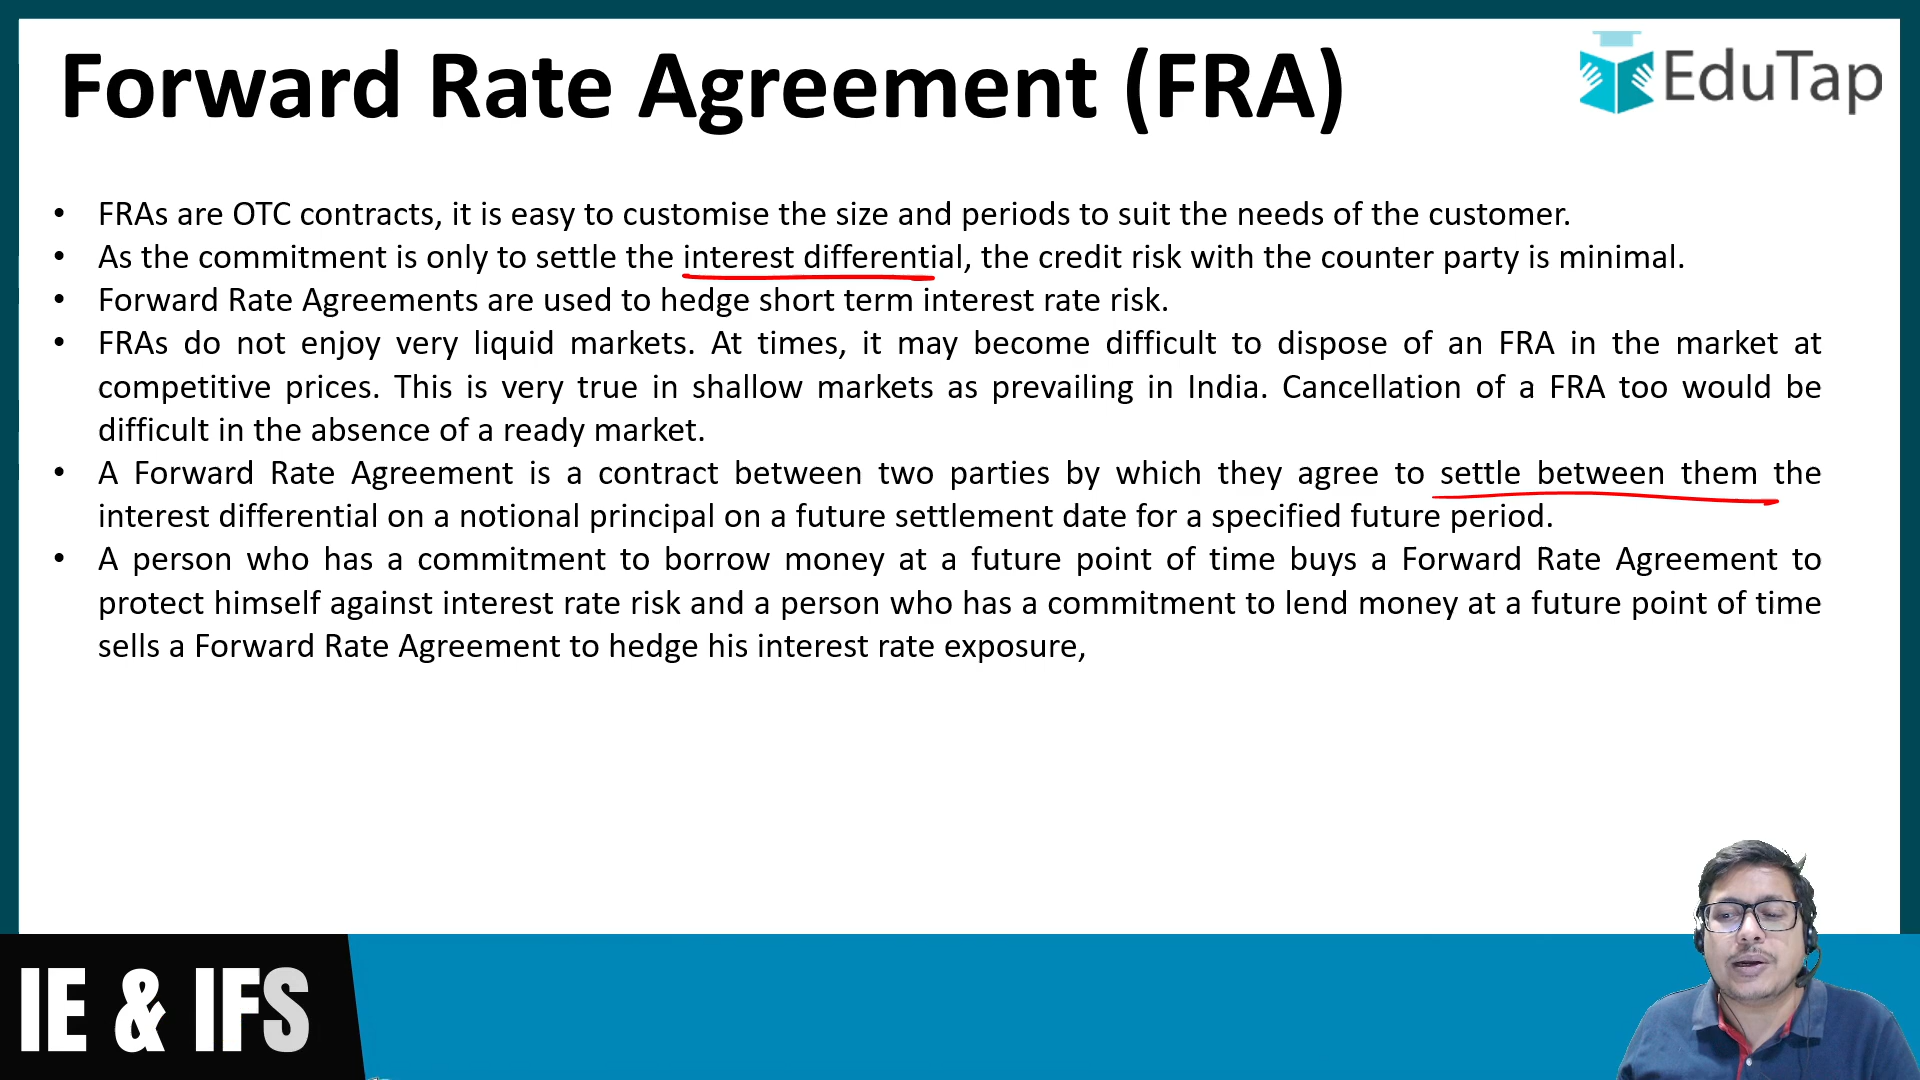 Forward Rate Agreement (FRA)
EduTap
• FRAs are OTC contracts, it is easy to customise the size and periods to suit the needs of the customer.
• As the commitment is only to settle the interest differential, the credit risk with the counter party is minimal.
• Forward Rate Agreements are used to hedge short term interest rate risk.
• FRAs do not enjoy very liquid markets. At times, it may become difficult to dispose of an FRA in the market at
competitive prices. This is very true in shallow markets as prevailing in India. Cancellation of a FRA too would be
difficult in the absence of a ready market.
• A Forward Rate Agreement is a contract between two parties by which they agree to settle between them the
interest differential on a notional principal on a future settlement date for a specified future period.
• A person who has a commitment to borrow money at a future point of time buys a Forward Rate Agreement to
protect himself against interest rate risk and a person who has a commitment to lend money at a future point of time
sells a Forward Rate Agreement to hedge his interest rate exposure,
IE & IFS